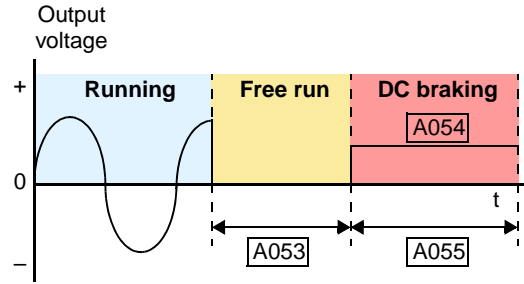 Output
voltage
+
Running
Free run
DC braking
A054
0
t
A053
A055
–